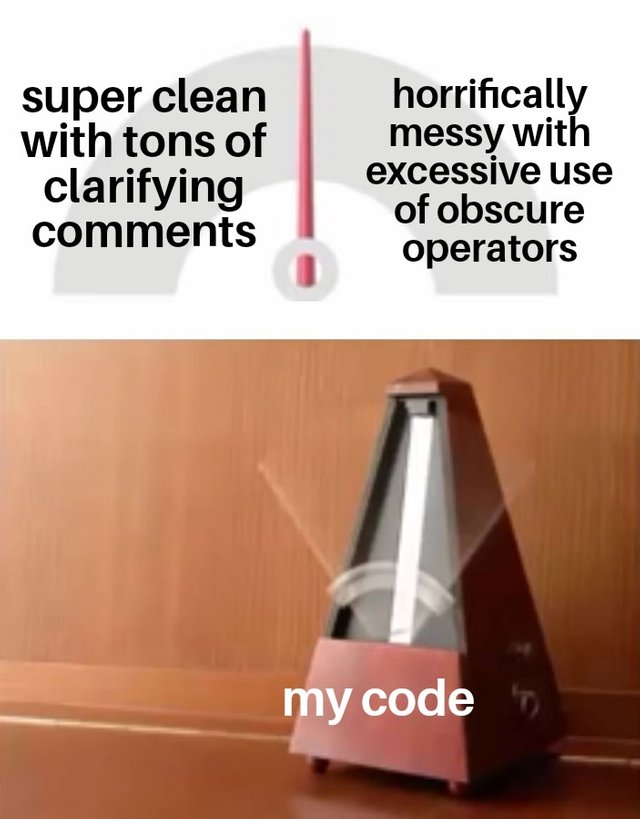 super clean
with tons of
clarifying
comments
horrifically
messy with
excessive use
of obscure
operators
my code